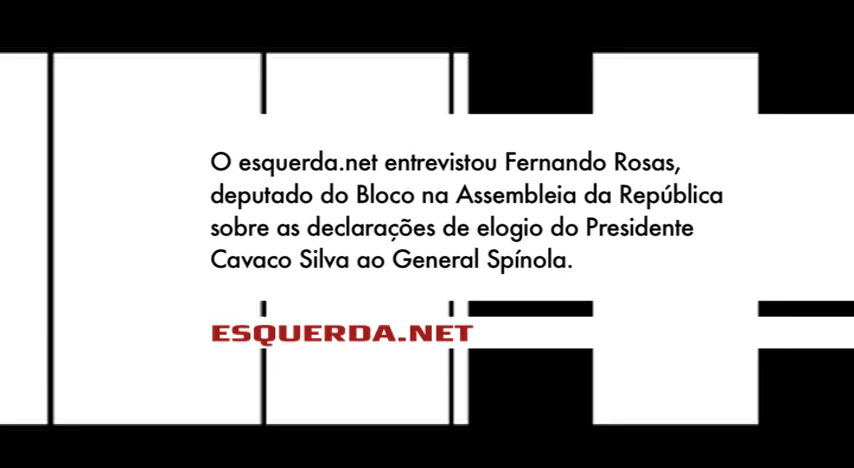 O esquerda.net entrevistou Fernando Rosas,
deputado do Bloco na Assembleia da República
sobre as declarações de elogio do Presidente
Cavaco Silva ao General Spínola.
ESQUERDA.NET